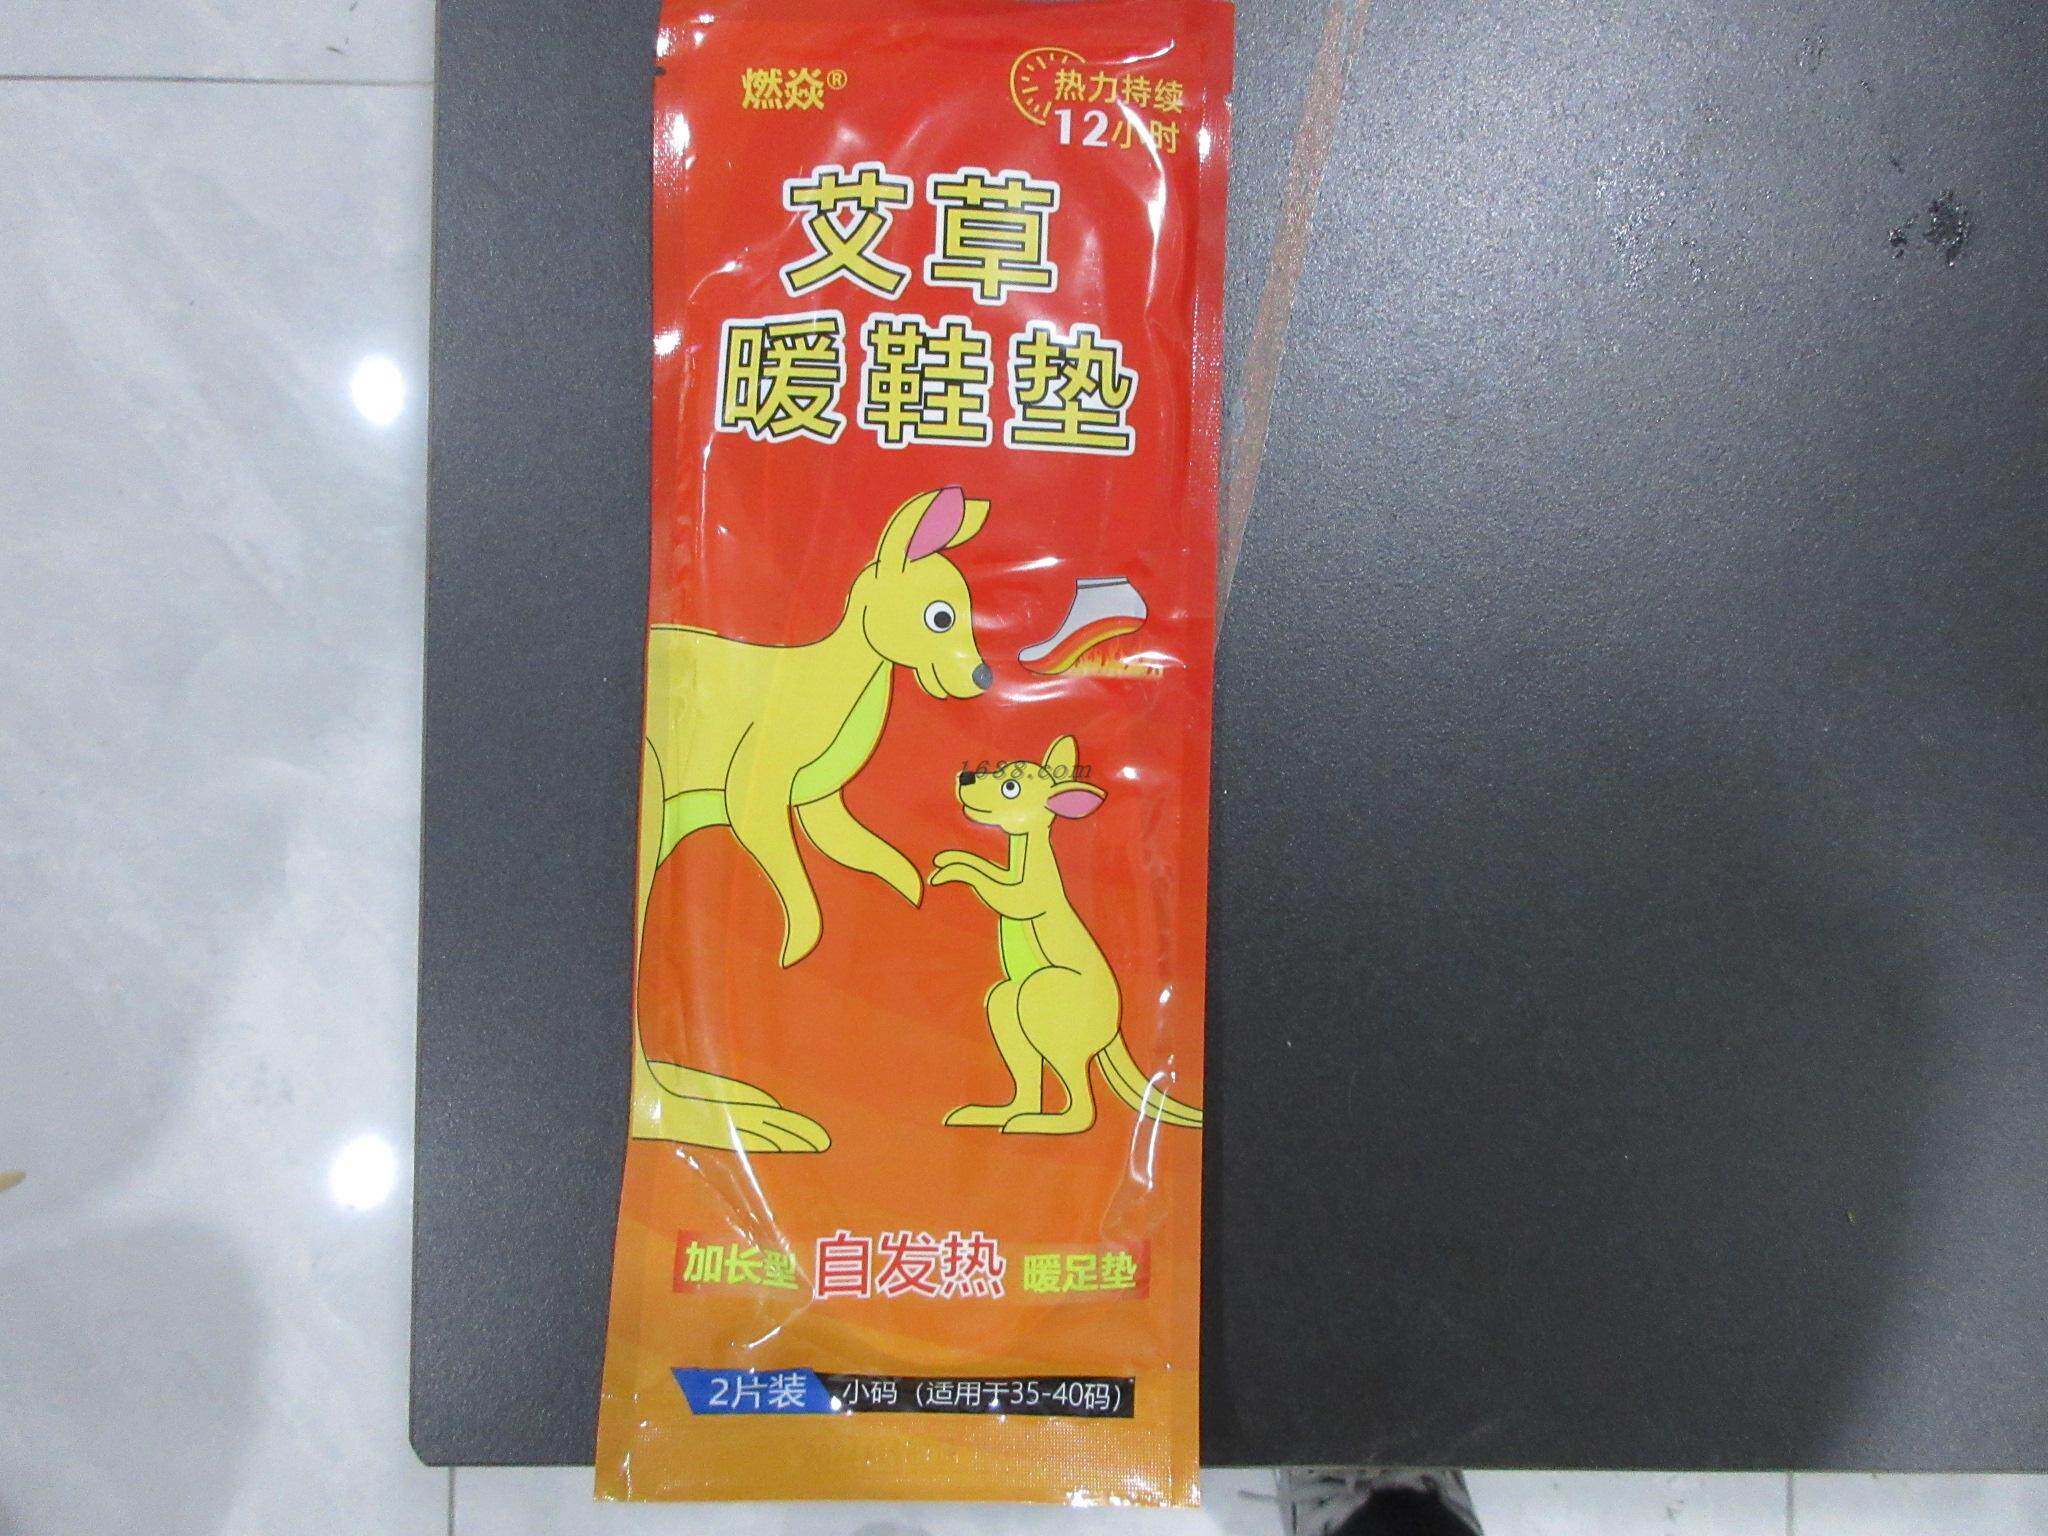 燃焱®
热力持续
12小时
艾草
暖鞋垫
1688.com
加长型 自发热 暖足垫
2片装 小码（适用于35-40码）